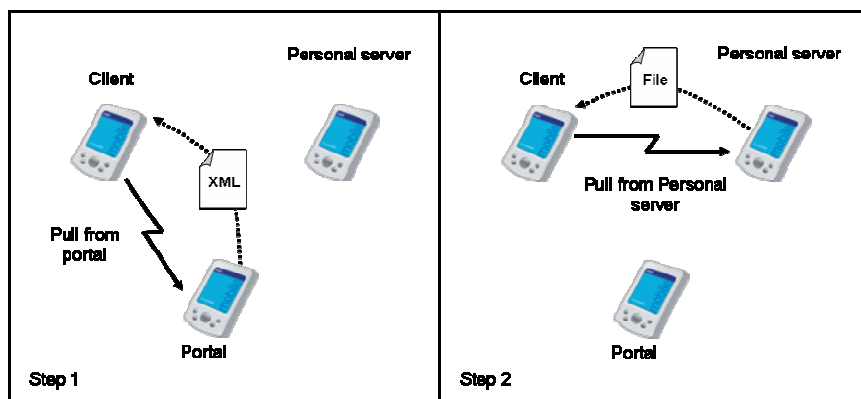 Personal server
Client
XML
Pull from
portal
Portal
Step 1
Personal server
Client
File
Pull from Personal
server
Portal
Step 2